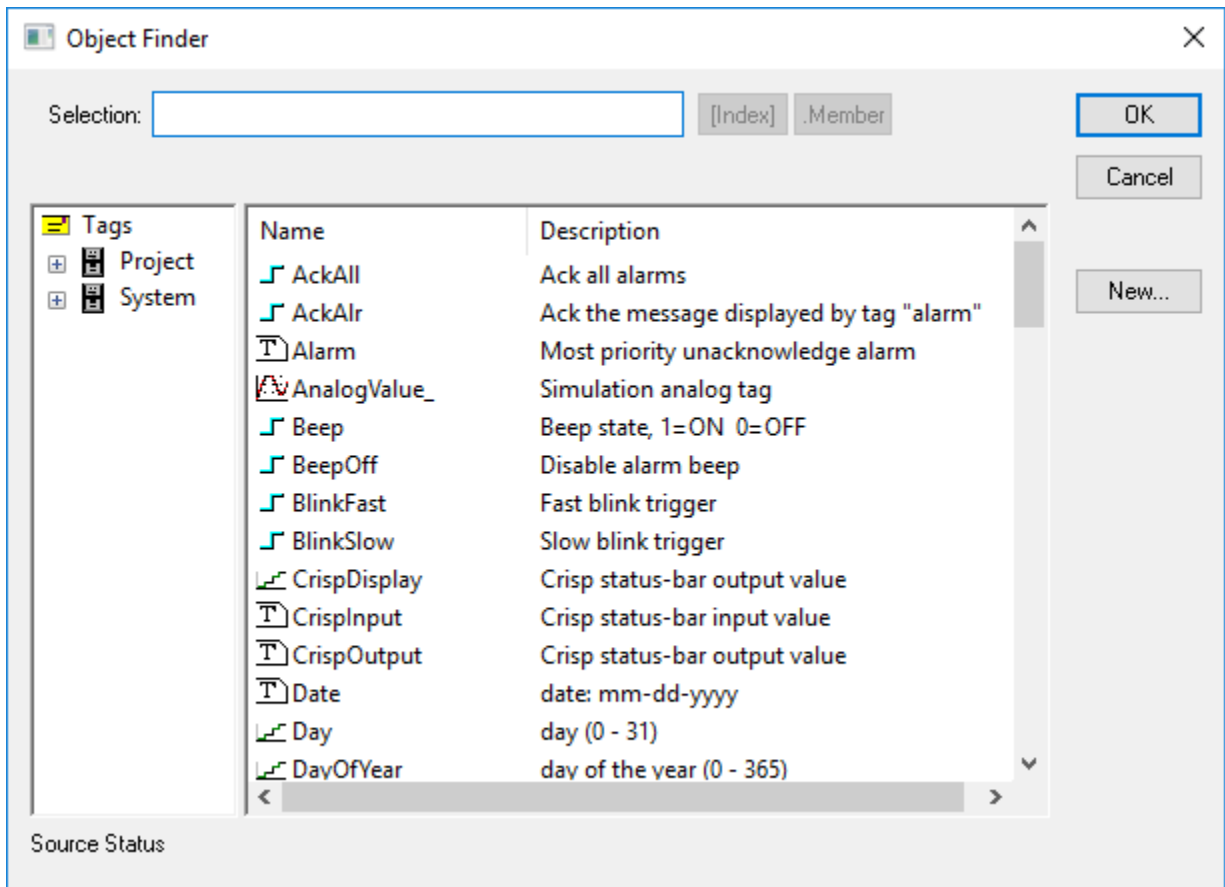 Object Finder
Selection: [Index] .Member OK
Cancel
Tags
Project
System
New...
Name Description
AckAll Ack all alarms
AckAlr Ack the message displayed by tag "alarm"
Alarm Most priority unacknowledge alarm
AnalogValue_ Simulation analog tag
Beep Beep state, 1=ON 0=OFF
BeepOff Disable alarm beep
BlinkFast Fast blink trigger
BlinkSlow Slow blink trigger
CrispDisplay Crisp status-bar output value
CrispInput Crisp status-bar input value
CrispOutput Crisp status-bar output value
Date date: mm-dd-yyyy
Day day (0 - 31)
DayOfYear day of the year (0 - 365)
Source Status